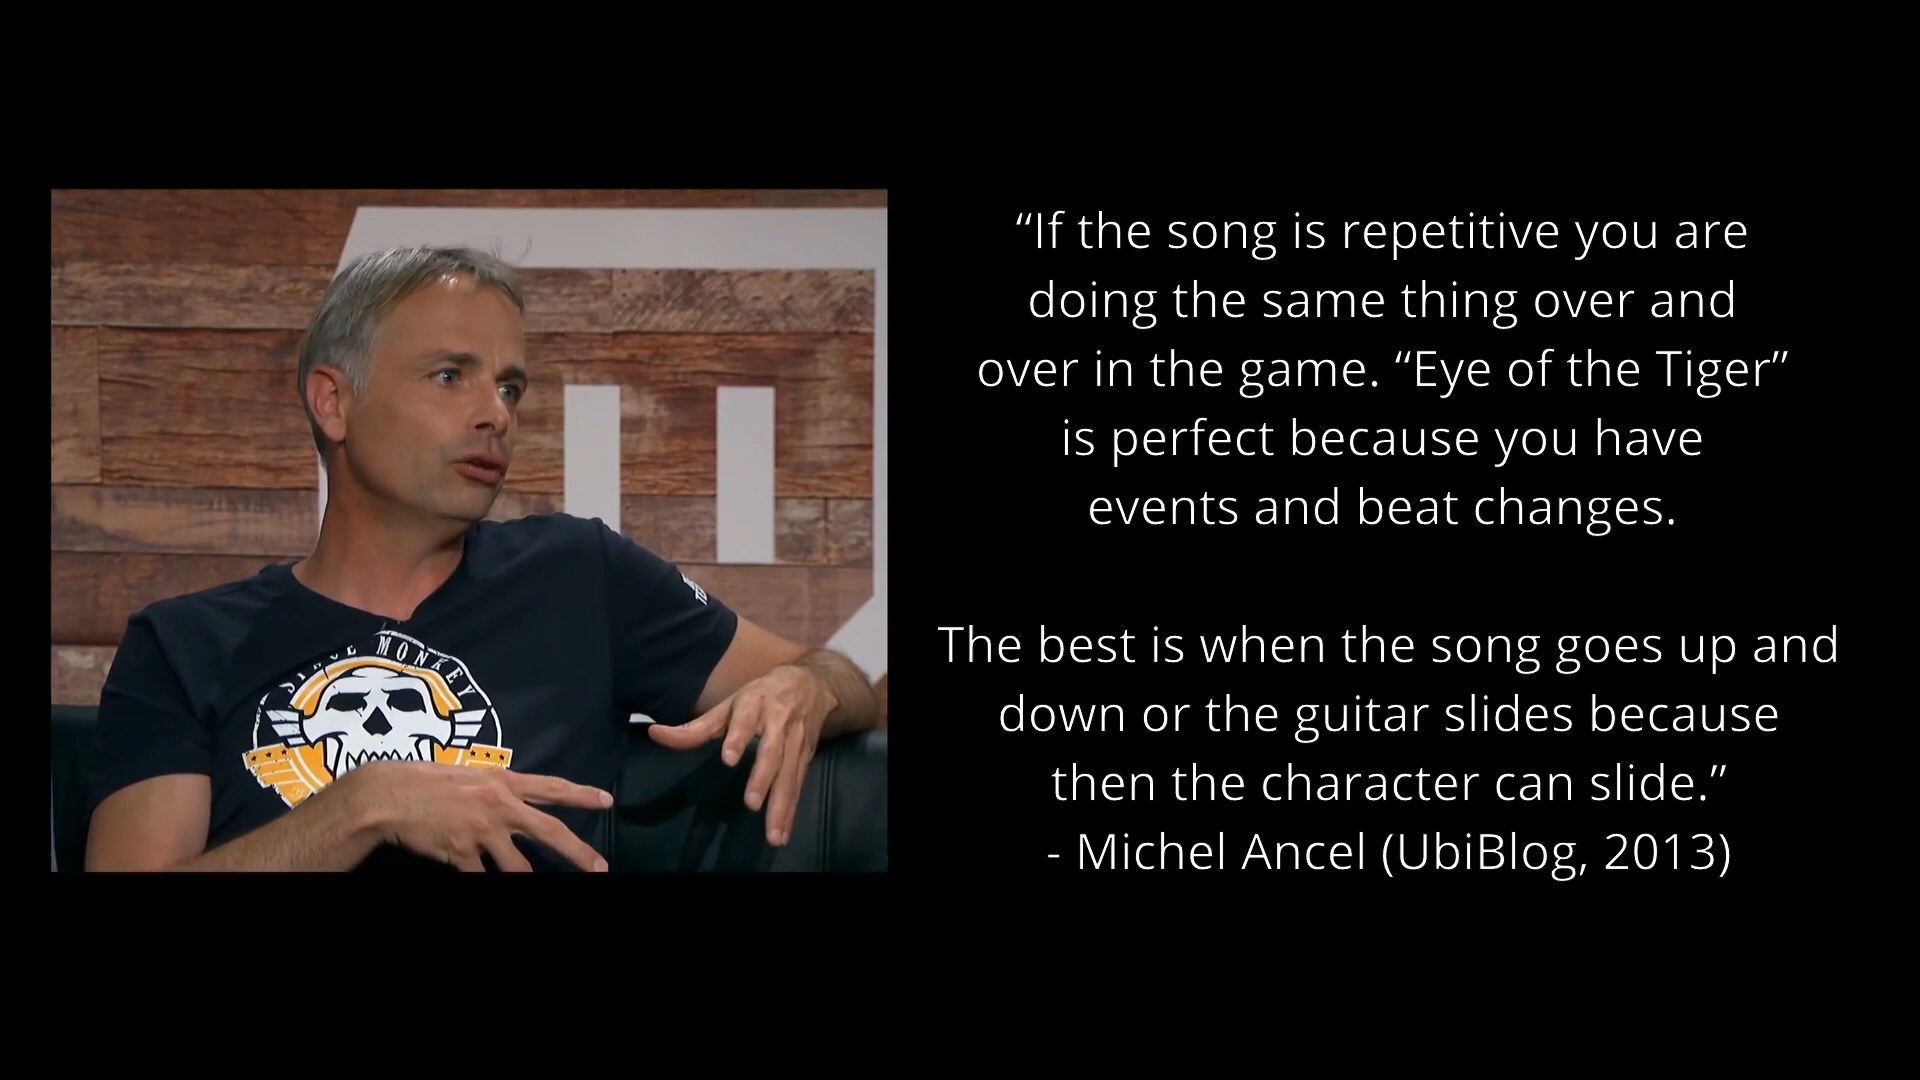 SPACE MONKEY
“If the song is repetitive you are
doing the same thing over and
over in the game. “Eye of the Tiger”
is perfect because you have
events and beat changes.
The best is when the song goes up and
down or the guitar slides because
then the character can slide.”
- Michel Ancel (UbiBlog, 2013)